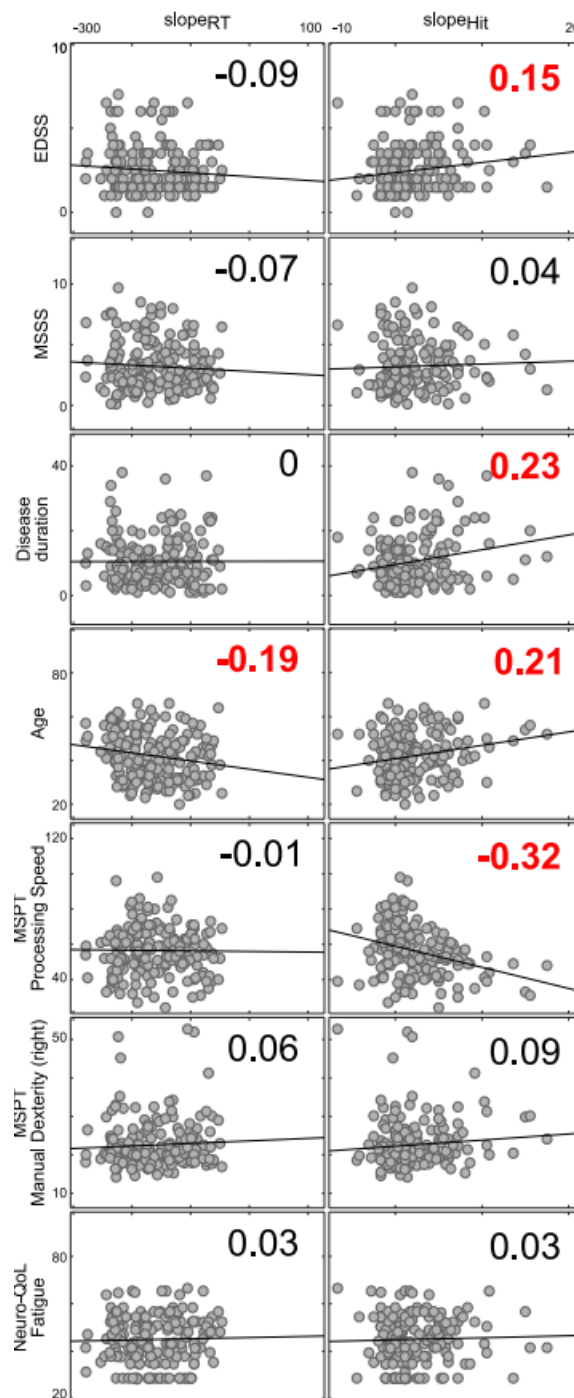 slopeRT slopeHit
-300 100 -10 20
10 -0.09 0.15
EDSS
0
10 -0.07 0.04
MSSS
0
40 0 0.23
Disease
duration
0
80 -0.19 0.21
Age
20
120 -0.01 -0.32
MSPT
Processing Speed
40
50 0.06 0.09
MSPT
Manual Dexterity (right)
10
80 0.03 0.03
Neuro-QoL
Fatigue
20